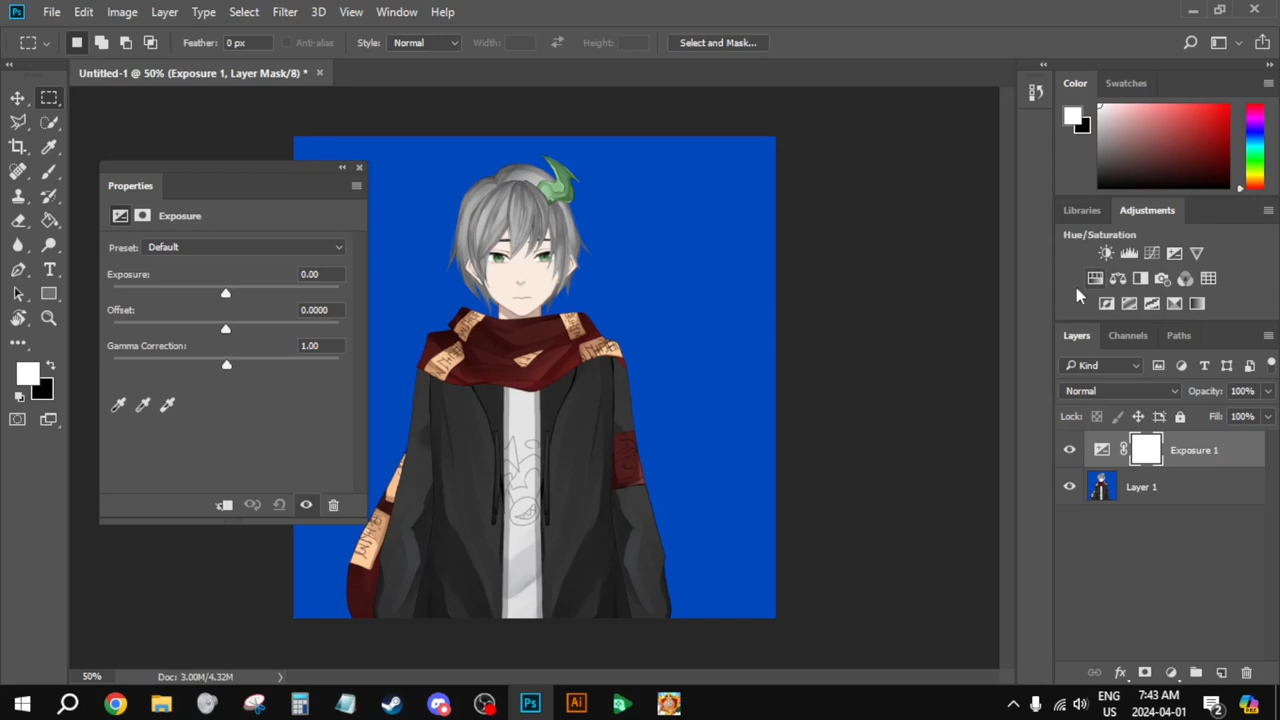 Ps File Edit Image Layer Type Select Filter 3D View Window Help
Feather: 0 px Anti-alias Style: Normal Width: Height: Select and Mask...
Untitled-1 @ 50% (Exposure 1, Layer Mask/8) *
Properties
Exposure
Preset: Default
Exposure: 0.00
Offset: 0.0000
Gamma Correction: 1.00
Color Swatches
Libraries Adjustments
Hue/Saturation
Layers Channels Paths
Kind
Normal Opacity: 100%
Lock: Fill: 100%
Exposure 1
Layer 1
50% Doc: 3.00M/4.32M
Ps Ai ENG US 7:43 AM 2024-04-01 2